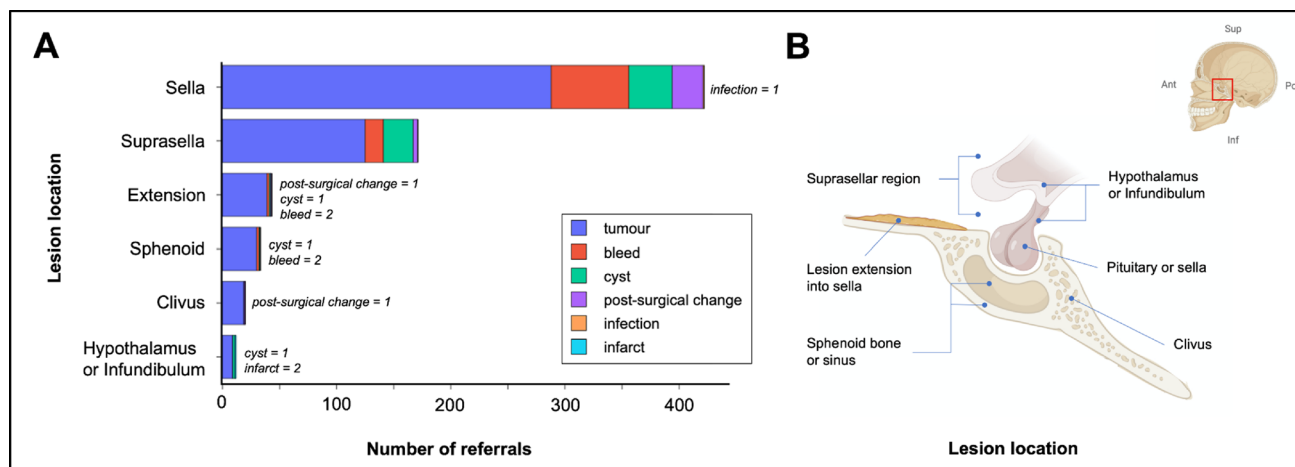 A
Lesion location
Sella
infection = 1
Suprasella
Extension
post-surgical change = 1
cyst = 1
bleed = 2
Sphenoid
cyst = 1
bleed = 2
Clivus
post-surgical change = 1
Hypothalamus
or Infundibulum
cyst = 1
infarct = 2
tumour
bleed
cyst
post-surgical change
infection
infarct
0
100
200
300
400
Number of referrals
B
Sup
Ant
Po
Inf
Suprasellar region
Hypothalamus
or Infundibulum
Lesion extension
into sella
Pituitary or sella
Sphenoid bone
or sinus
Clivus
Lesion location